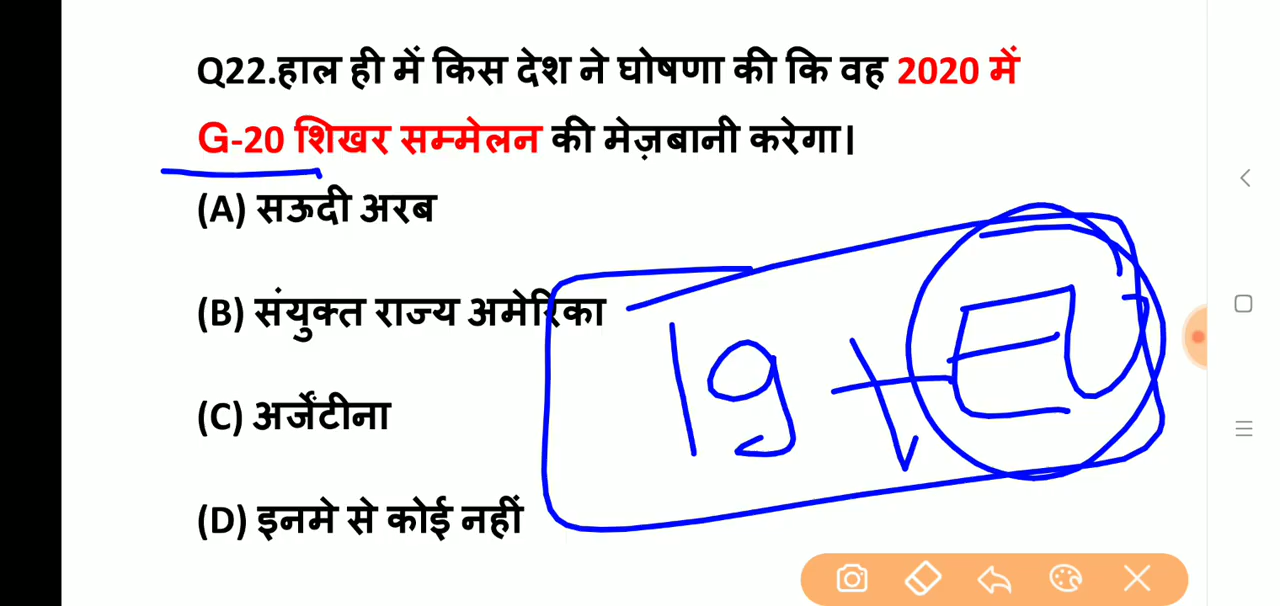 Q22.हाल ही में किस देश ने घोषणा की कि वह 2020 में
G-20 शिखर सम्मेलन की मेज़बानी करेगा।
(A) सऊदी अरब
(B) संयुक्त राज्य अमेरिका
19 + EU
(C) अर्जेंटीना
(D) इनमे से कोई नहीं